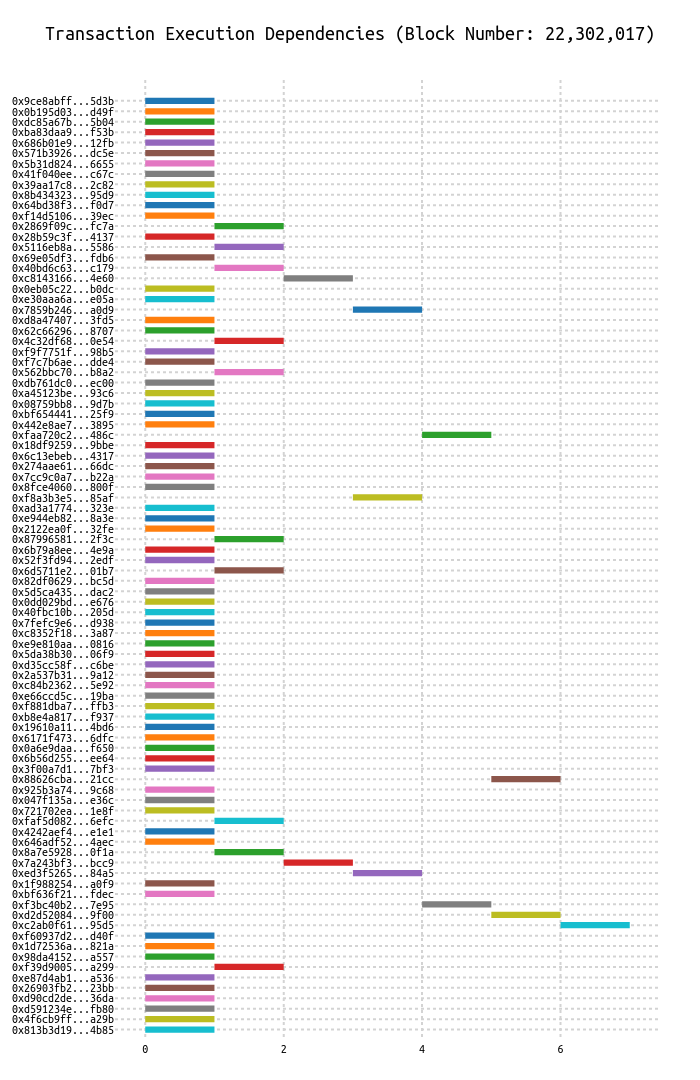 Transaction Execution Dependencies (Block Number: 22,302,017)
0x9ce8abff...5d3b
0x0b195d03...d49f
0xdc85a67b...5b04
0xba83daa9...f53b
0x686b01e9...12fb
0x571b3926...dc5e
0x5b31d824...6655
0x41f040ee...c67c
0x39aa17c8...2c82
0x8b434323...95d9
0x64bd38f3...f0d7
0xf14d5106...39ec
0x2869f09c...fc7a
0x28b59c3f...4137
0x5116eb8a...5586
0x69e05df3...fdb6
0x40bd6c63...c179
0xc8143166...4e60
0x0eb05c22...b0dc
0xe30aaa6a...e05a
0x7859b246...a0d9
0xd8a47407...3fd5
0x62c66296...8707
0x4c32df68...0e54
0xf9f7751f...98b5
0xf7c7b6ae...dde4
0x562bbc70...b8a2
0xdb761dc0...ec00
0xa45123be...93c6
0x08759bb8...9d7b
0xbf654441...25f9
0x442e8ae7...3895
0xfaa720c2...486c
0x18df9259...9bbe
0x6c13ebeb...4317
0x274aae61...66dc
0x7cc9c0a7...b22a
0x8fce4060...800f
0xf8a3b3e5...85af
0xad3a1774...323e
0xe944eb82...8a3e
0x2122ea0f...32fe
0x87996581...2f3c
0x6b79a8ee...4e9a
0x52f3fd94...2edf
0x6d5711e2...01b7
0x82df0629...bc5d
0x5d5ca435...dac2
0x0dd029bd...e676
0x40fbc10b...205d
0x7fefc9e6...d938
0xc8352f18...3a87
0xe9e810aa...0816
0x5da38b30...06f9
0xd35cc58f...c6be
0x2a537b31...9a12
0xc84b2362...5e92
0xe66ccd5c...19ba
0xf881dba7...ffb3
0xb8e4a817...f937
0x19610a11...4bd6
0x6171f473...6dfc
0x0a6e9daa...f650
0x6b56d255...ee64
0x3f00a7d1...7bf3
0x88626cba...21cc
0x925b3a74...9c68
0x047f135a...e36c
0x721702ea...1e8f
0xfaf5d082...6efc
0x4242aef4...e1e1
0x646adf52...4aec
0x8a7e5928...0f1a
0x7a243bf3...bcc9
0xed3f5265...84a5
0x1f988254...a0f9
0xbf636f21...fdec
0xf3bc40b2...7e95
0xd2d52084...9f00
0xc2ab0f61...95d5
0xf60937d2...d40f
0x1d72536a...821a
0x98da4152...a557
0xf39d9005...a299
0xe87d4ab1...a536
0x26903fb2...23bb
0xd90cd2de...36da
0xd591234e...fb80
0x4f6cb9ff...a29b
0x813b3d19...4b85
0 2 4 6